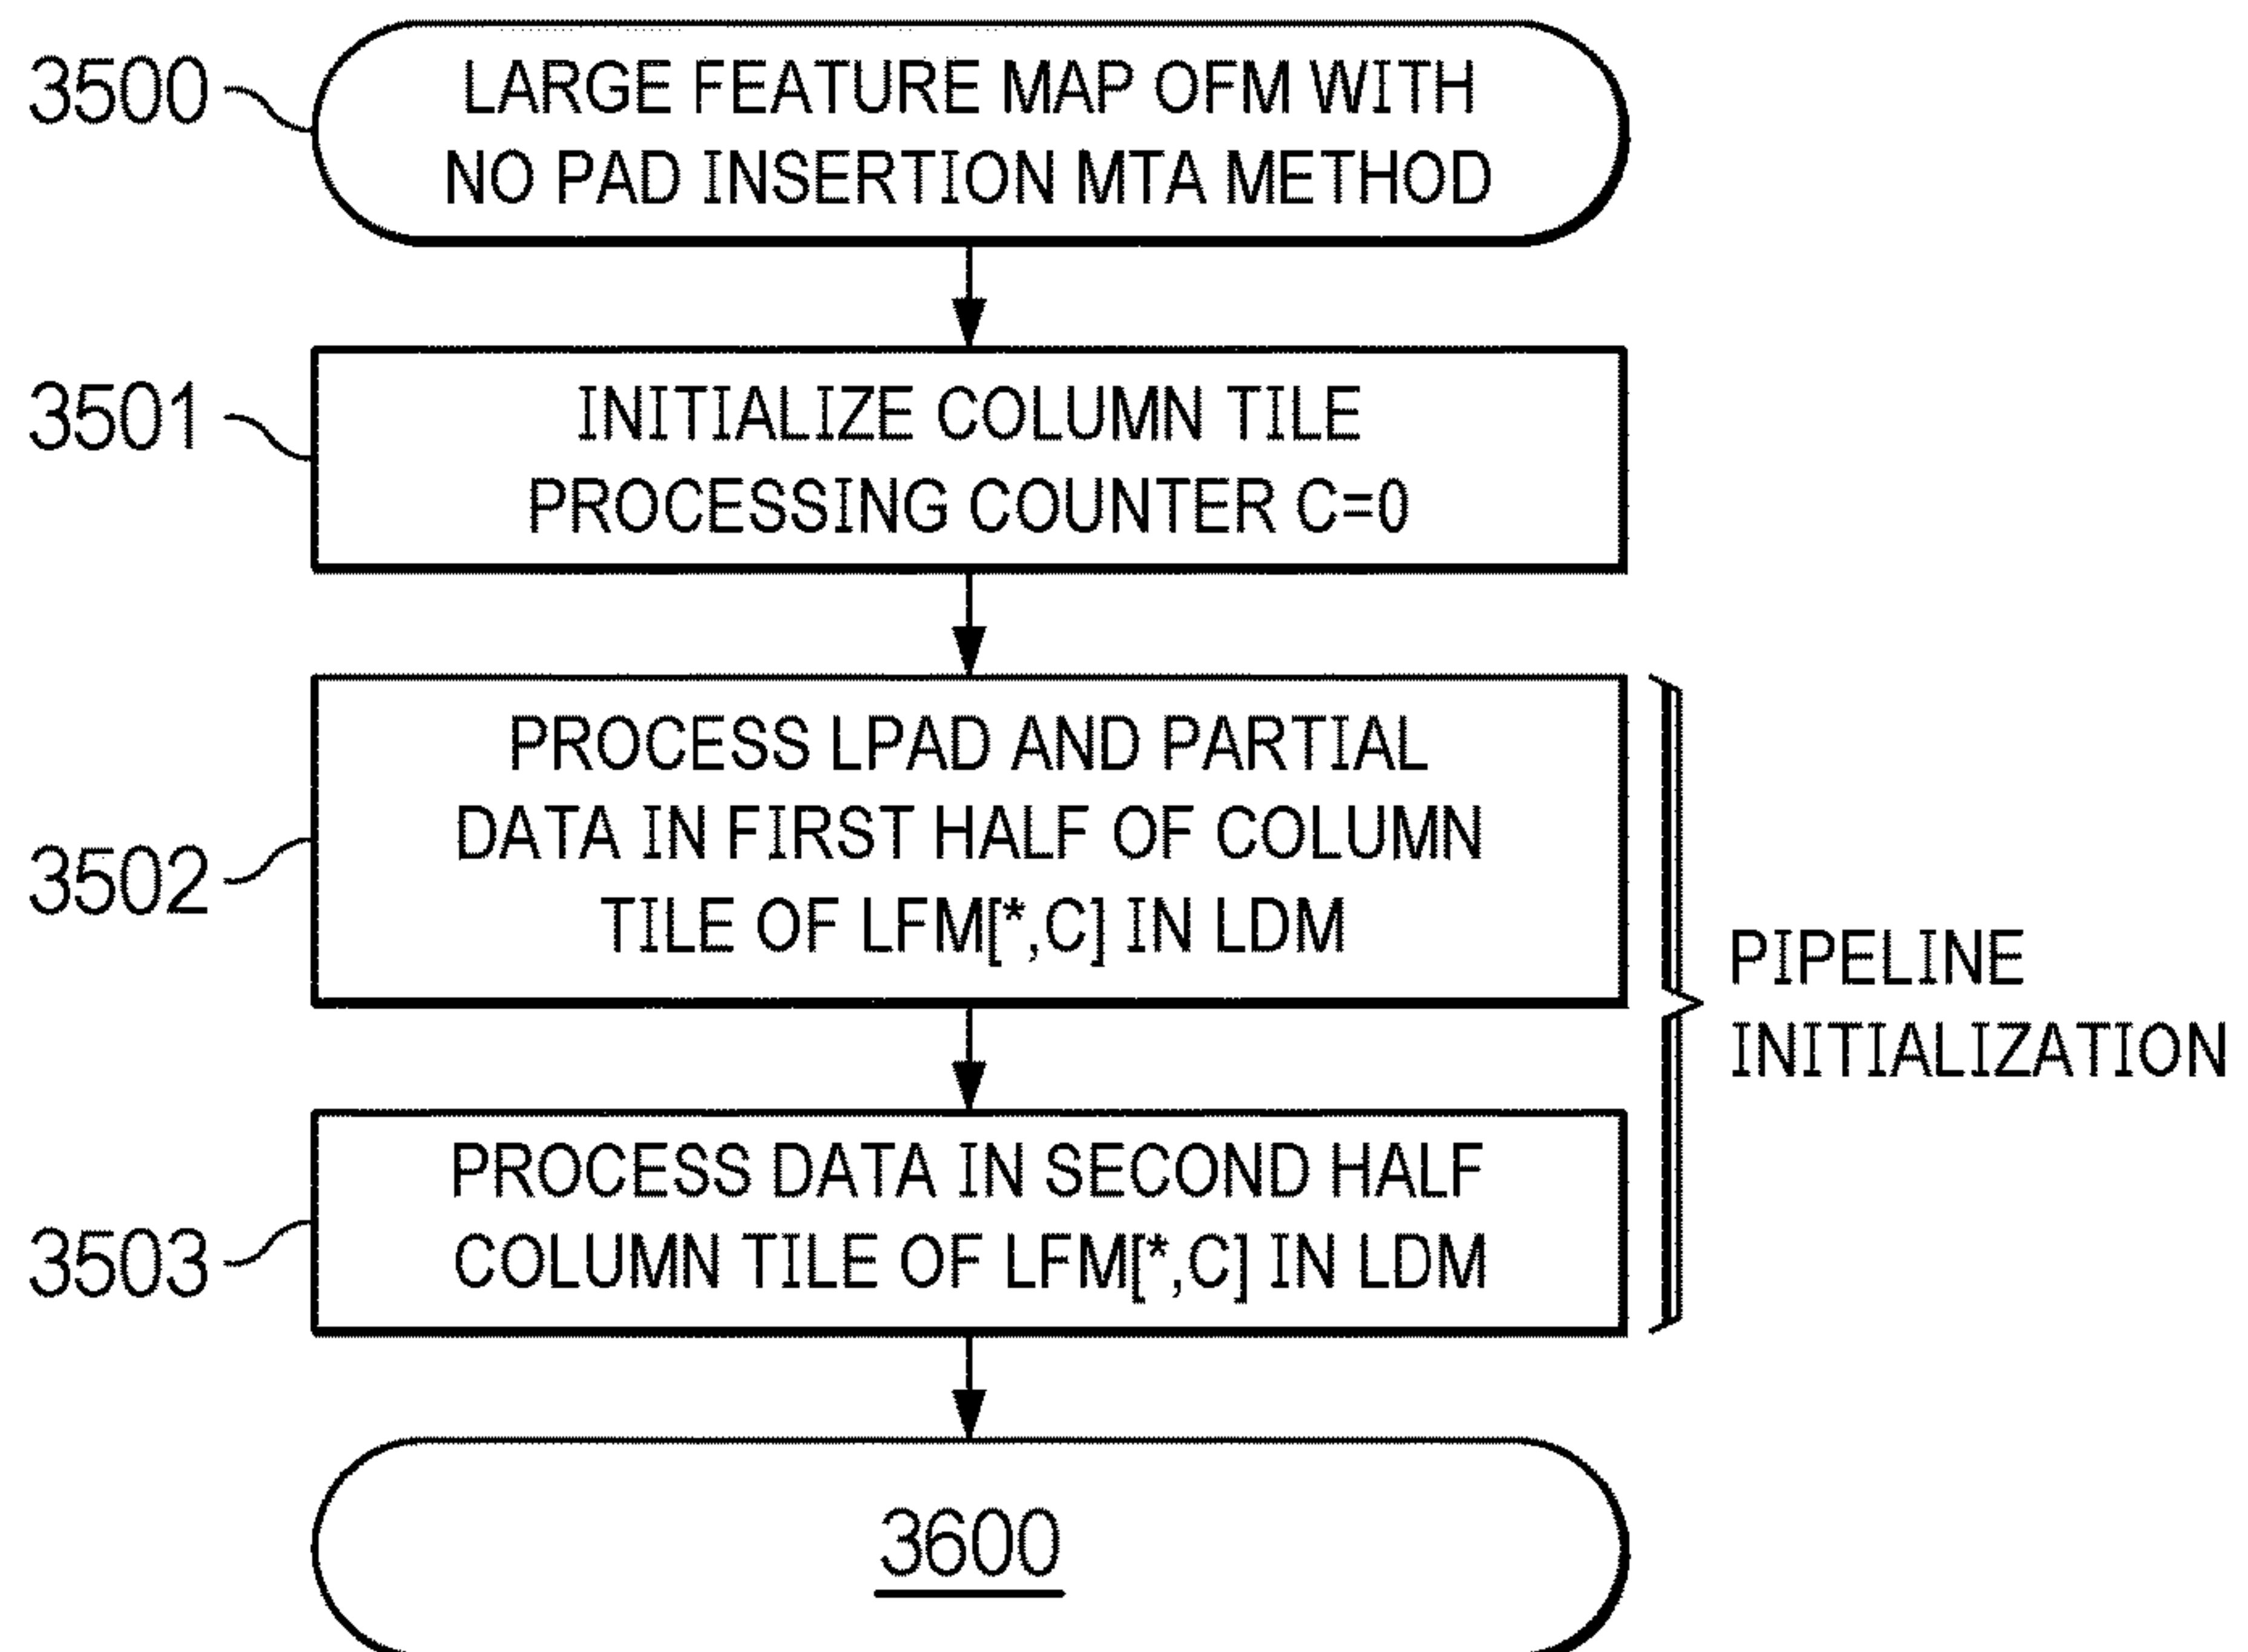 3500
LARGE FEATURE MAP OFM WITH
NO PAD INSERTION MTA METHOD
3501
INITIALIZE COLUMN TILE
PROCESSING COUNTER C=0
3502
PROCESS LPAD AND PARTIAL
DATA IN FIRST HALF OF COLUMN
TILE OF LFM[*,C] IN LDM
PIPELINE
INITIALIZATION
3503
PROCESS DATA IN SECOND HALF
COLUMN TILE OF LFM[*,C] IN LDM
3600